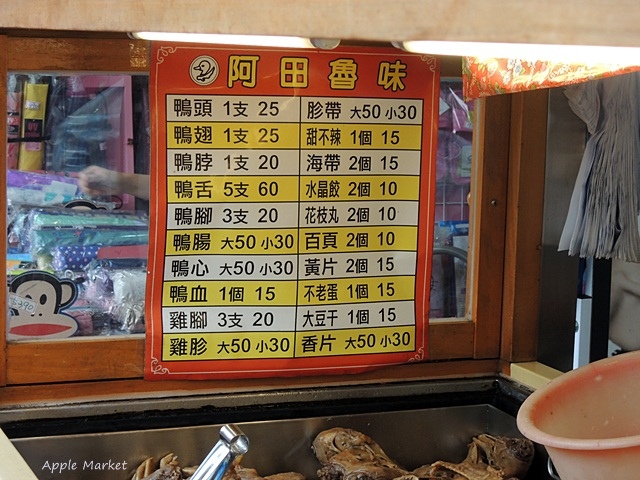 阿田魯味
鴨頭 1支 25
鴨翅 1支 25
鴨脖 1支 20
鴨舌 5支 60
鴨腳 3支 20
鴨腸 大50 小30
鴨心 大50 小30
鴨血 1個 15
雞腳 3支 20
雞胗 大50 小30
胗帶 大50 小30
甜不辣 1個 15
海帶 2個 15
水晶餃 2個 10
花枝丸 2個 10
百頁 2個 10
黃片 2個 15
不老蛋 1個 15
大豆干 1個 15
香片 大50 小30
Apple Market